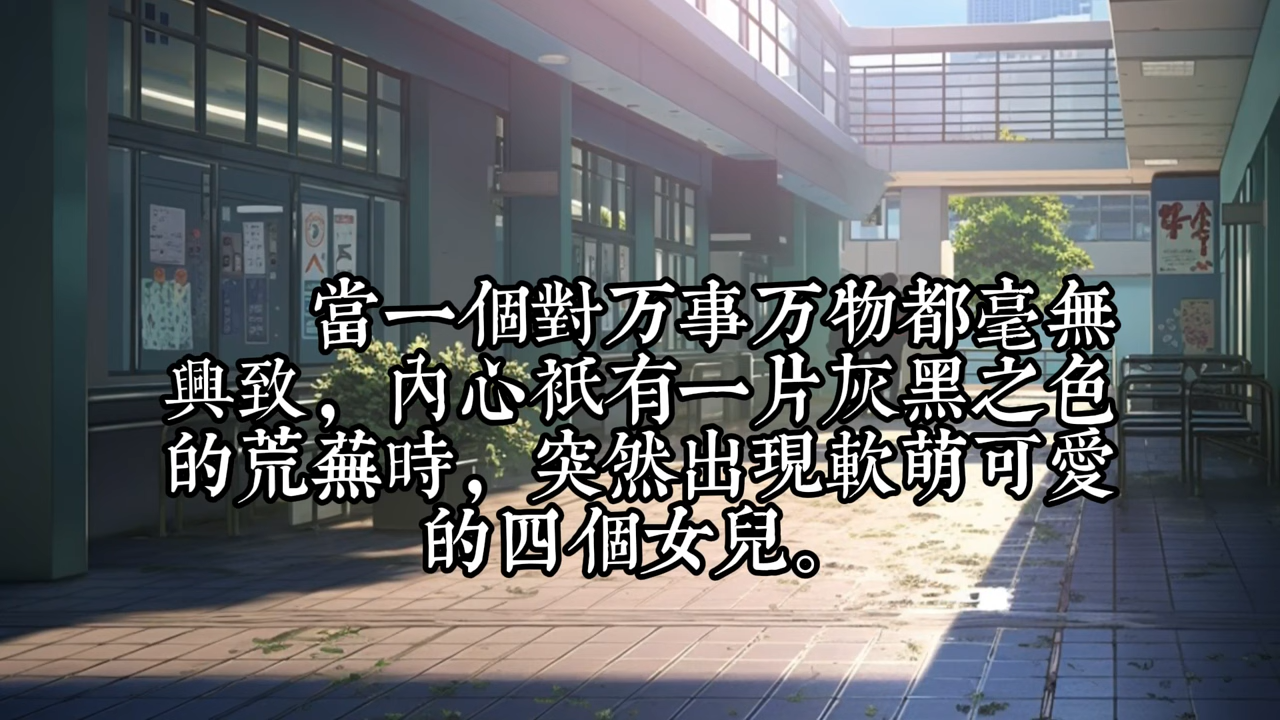 當一個對万事万物都毫無
興致，內心祇有一片灰黑之色
的荒蕪時，突然出現軟萌可愛
的四個女兒。